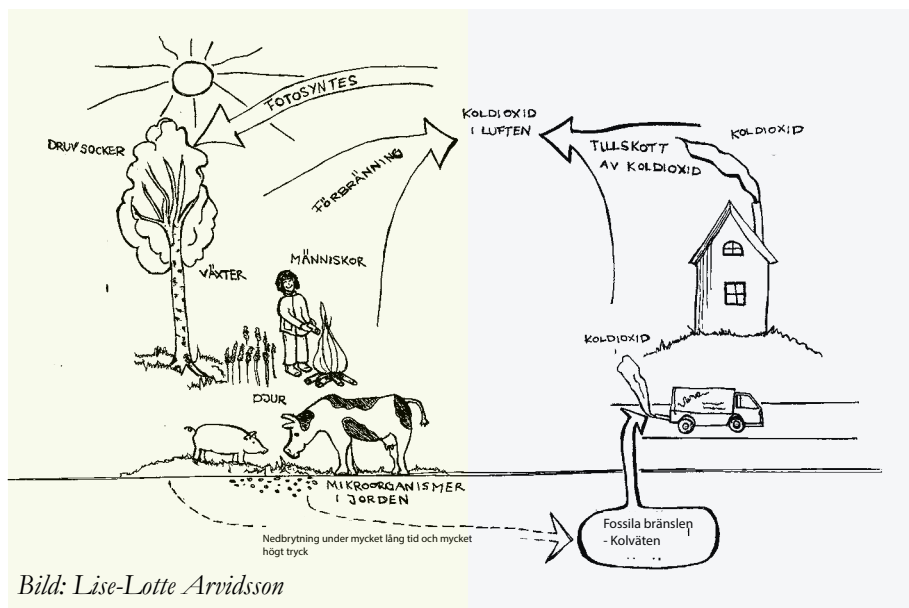 FOTOSYNTES
KOLDIOXID
I LUFTEN
KOLDIOXID
TILLSKOTT
AV KOLDIOXID
DRUVSOCKER
FÖRBRÄNNING
VÄXTER
MÄNNISKOR
KOLDIOXID
DJUR
MIKROORGANISMER
I JORDEN
Nedbrytning under mycket lång tid och mycket
högt tryck
Fossila bränslen
- Kolväten
Bild: Lise-Lotte Arvidsson